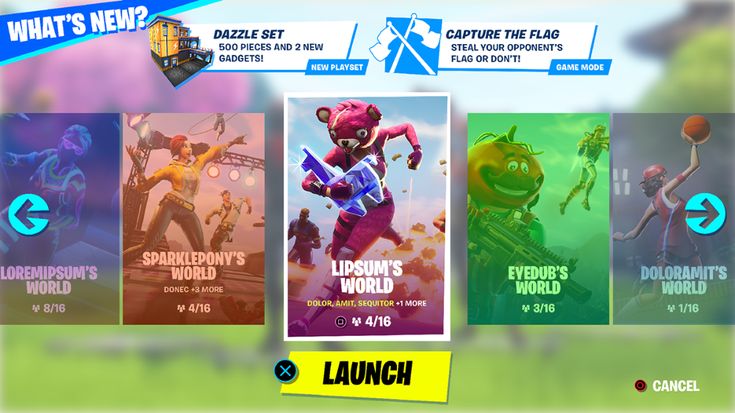 WHAT'S NEW?
DAZZLE SET
500 PIECES AND 2 NEW
GADGETS!
NEW PLAYSET
CAPTURE THE FLAG
STEAL YOUR OPPONENT'S
FLAG OR DON'T!
GAME MODE
LOREMIPSUM'S
WORLD
8/16
SPARKLEPONY'S
WORLD
DONEC +3 MORE
4/16
LIPSUM'S
WORLD
DOLOR, AMIT, SEQUITOR +1 MORE
4/16
EVEDUB'S
WORLD
3/16
DOLORAMIT'S
WORLD
1/16
LAUNCH
CANCEL